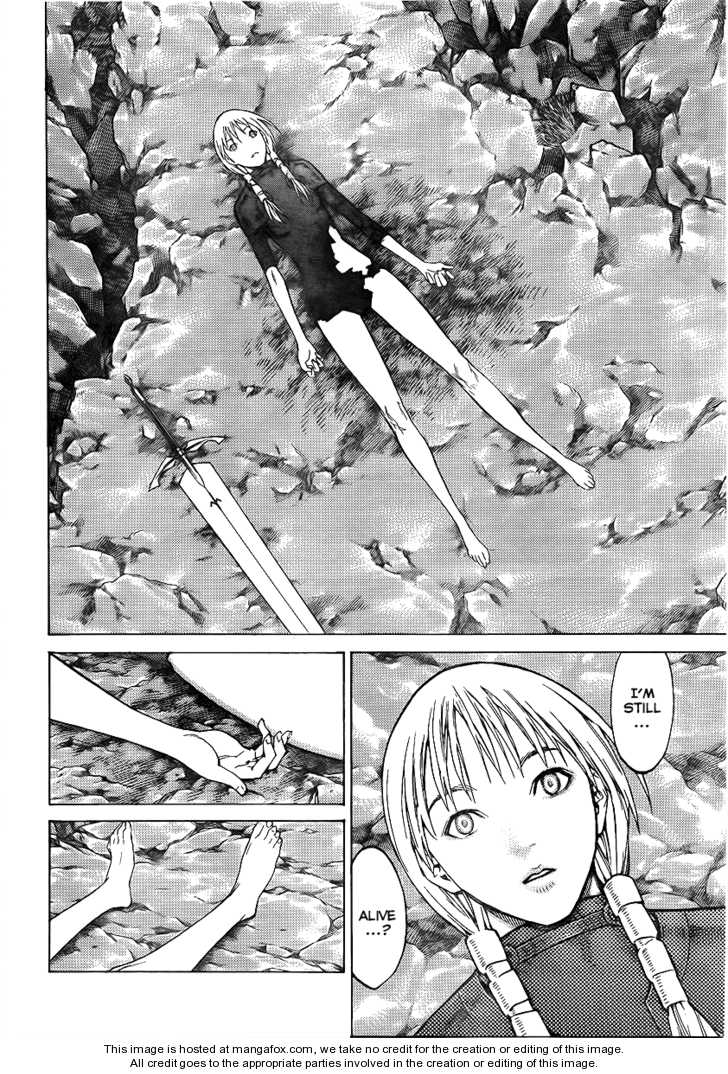 I'M
STILL
...
ALIVE
...?
This image is hosted at mangafox.com, we take no credit for the creation or editing of this image.
All credit goes to the appropriate parties involved in the creation or editing of this image.